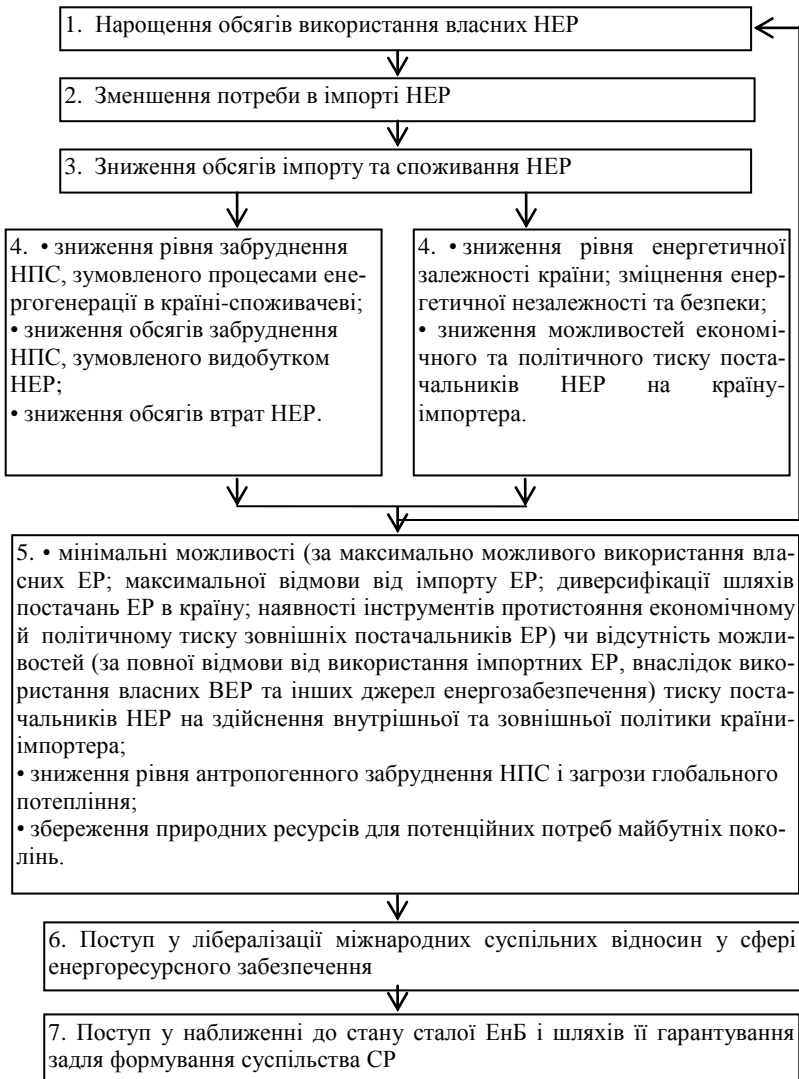 1. Нарощення обсягів використання власних НЕР
2. Зменшення потреби в імпорті НЕР
3. Зниження обсягів імпорту та споживання НЕР
4. • зниження рівня забруднення
НПС, зумовленого процесами ене-
ргогенерації в країні-споживачеві;
• зниження обсягів забруднення
НПС, зумовленого видобутком
НЕР;
• зниження обсягів втрат НЕР.
4. • зниження рівня енергетичної
залежності країни; зміцнення енер-
гетичної незалежності та безпеки;
• зниження можливостей економі-
чного та політичного тиску поста-
чальників НЕР на країну-
імпортера.
5. • мінімальні можливості (за максимально можливого використання вла-
сних ЕР; максимальної відмови від імпорту ЕР; диверсифікації шляхів
постачань ЕР в країну; наявності інструментів протистояння економічному
й політичному тиску зовнішніх постачальників ЕР) чи відсутність можли-
востей (за повної відмови від використання імпортних ЕР, внаслідок вико-
ристання власних ВЕР та інших джерел енергозабезпечення) тиску поста-
чальників НЕР на здійснення внутрішньої та зовнішньої політики країни-
імпортера;
• зниження рівня антропогенного забруднення НПС і загрози глобального
потепління;
• збереження природних ресурсів для потенційних потреб майбутніх поко-
лінь.
6. Поступ у лібералізації міжнародних суспільних відносин у сфері
енергоресурсного забезпечення
7. Поступ у наближенні до стану сталої ЕнБ і шляхів її гарантування
задля формування суспільства СР